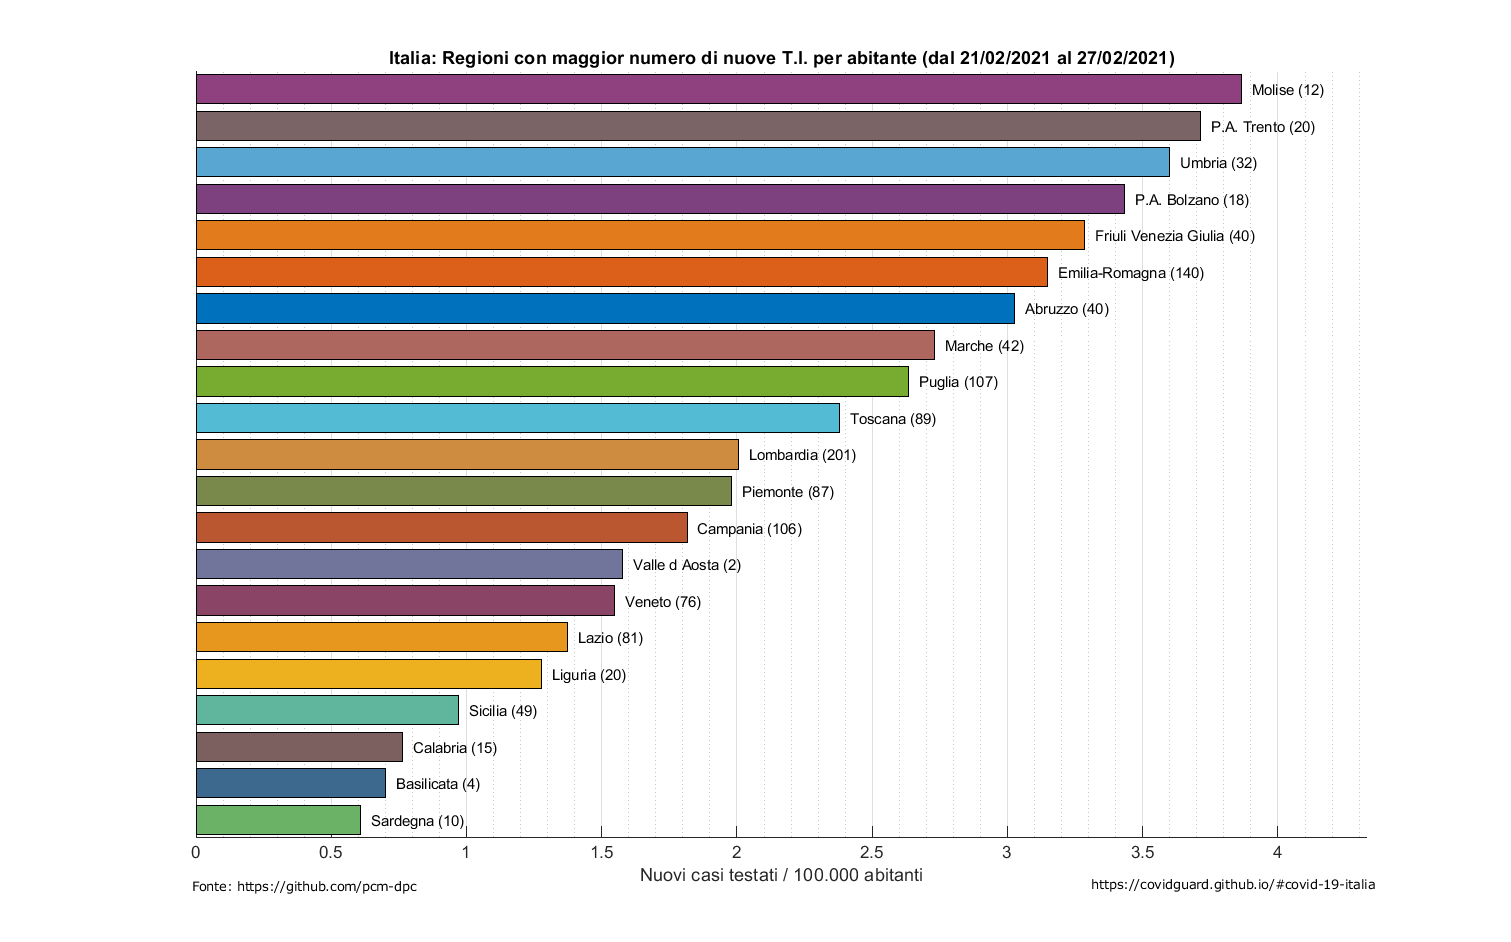 Italia: Regioni con maggior numero di nuove T.I. per abitante (dal 21/02/2021 al 27/02/2021)
Molise (12)
P.A. Trento (20)
Umbria (32)
P.A. Bolzano (18)
Friuli Venezia Giulia (40)
Emilia-Romagna (140)
Abruzzo (40)
Marche (42)
Puglia (107)
Toscana (89)
Lombardia (201)
Piemonte (87)
Campania (106)
Valle d Aosta (2)
Veneto (76)
Lazio (81)
Liguria (20)
Sicilia (49)
Calabria (15)
Basilicata (4)
Sardegna (10)
0 0.5 1 1.5 2 2.5 3 3.5 4
Nuovi casi testati / 100.000 abitanti
Fonte: https://github.com/pcm-dpc
https://covidguard.github.io/#covid-19-italia